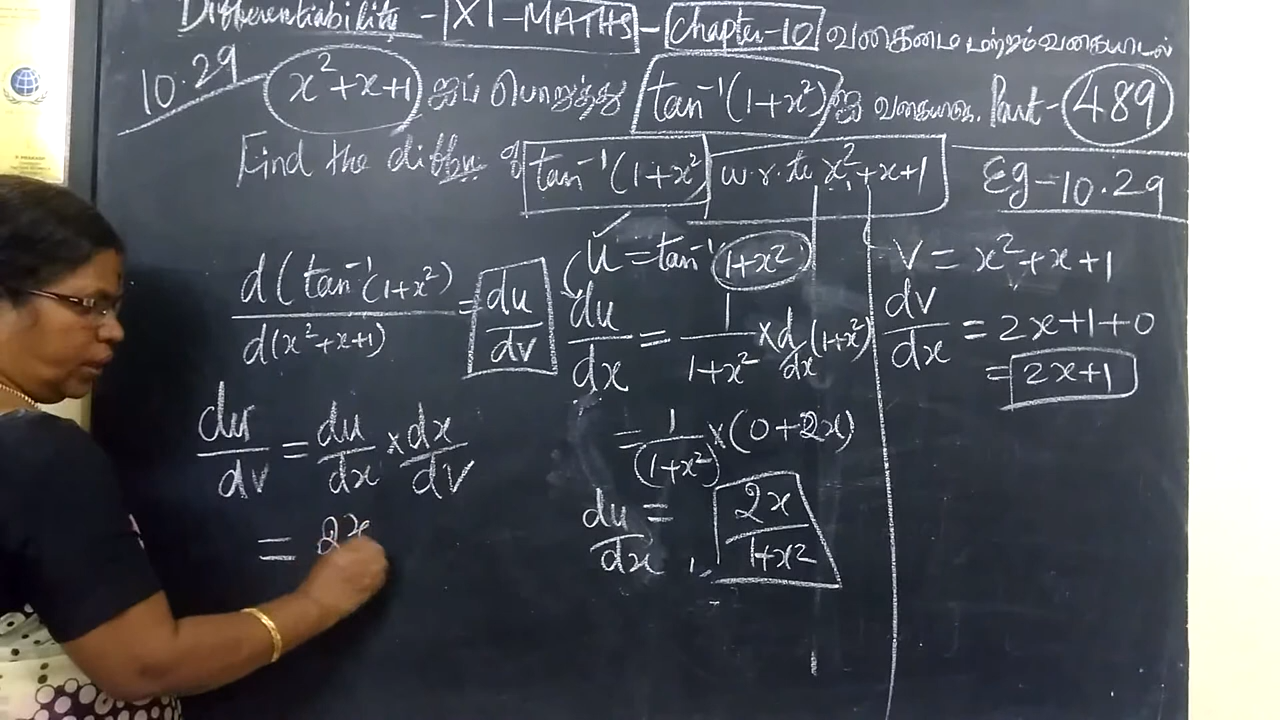 Differentiability - XI - MATHS - Chapter-10 வகைமை மற்றும் வகையிடல்
10.29 x²+x+1 ஐப் பொறுத்து tan⁻¹(1+x²) ஐ வகையிடுக. Part - 489
Find the diffn of tan⁻¹(1+x²) w.r.to x²+x+1 Eg-10.29
d(tan⁻¹(1+x²)/d(x²+x+1) = du/dv
du/dv = du/dx × dx/dv
= 2x
u = tan⁻¹(1+x²)
du/dx = 1/1+x² × d/dx(1+x²)
= 1/(1+x²) × (0+2x)
du/dx = 2x/1+x²
v = x²+x+1
dv/dx = 2x+1+0
= 2x+1